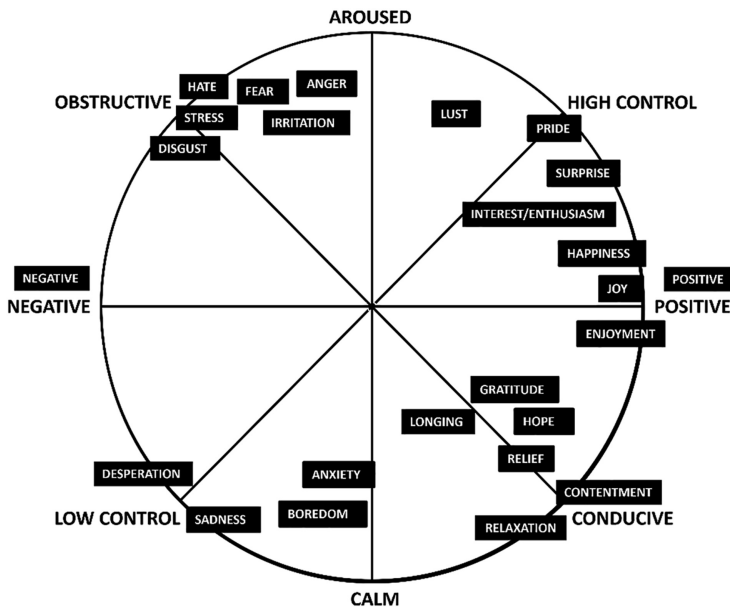 AROUSED
HATE
FEAR
ANGER
OBSTRUCTIVE
HIGH CONTROL
STRESS
IRRITATION
LUST
PRIDE
DISGUST
SURPRISE
INTEREST/ENTHUSIASM
HAPPINESS
NEGATIVE
JOY
POSITIVE
NEGATIVE
POSITIVE
ENJOYMENT
GRATITUDE
LONGING
HOPE
RELIEF
DESPERATION
ANXIETY
CONTENTMENT
LOW CONTROL
SADNESS
BOREDOM
RELAXATION
CONDUCIVE
CALM